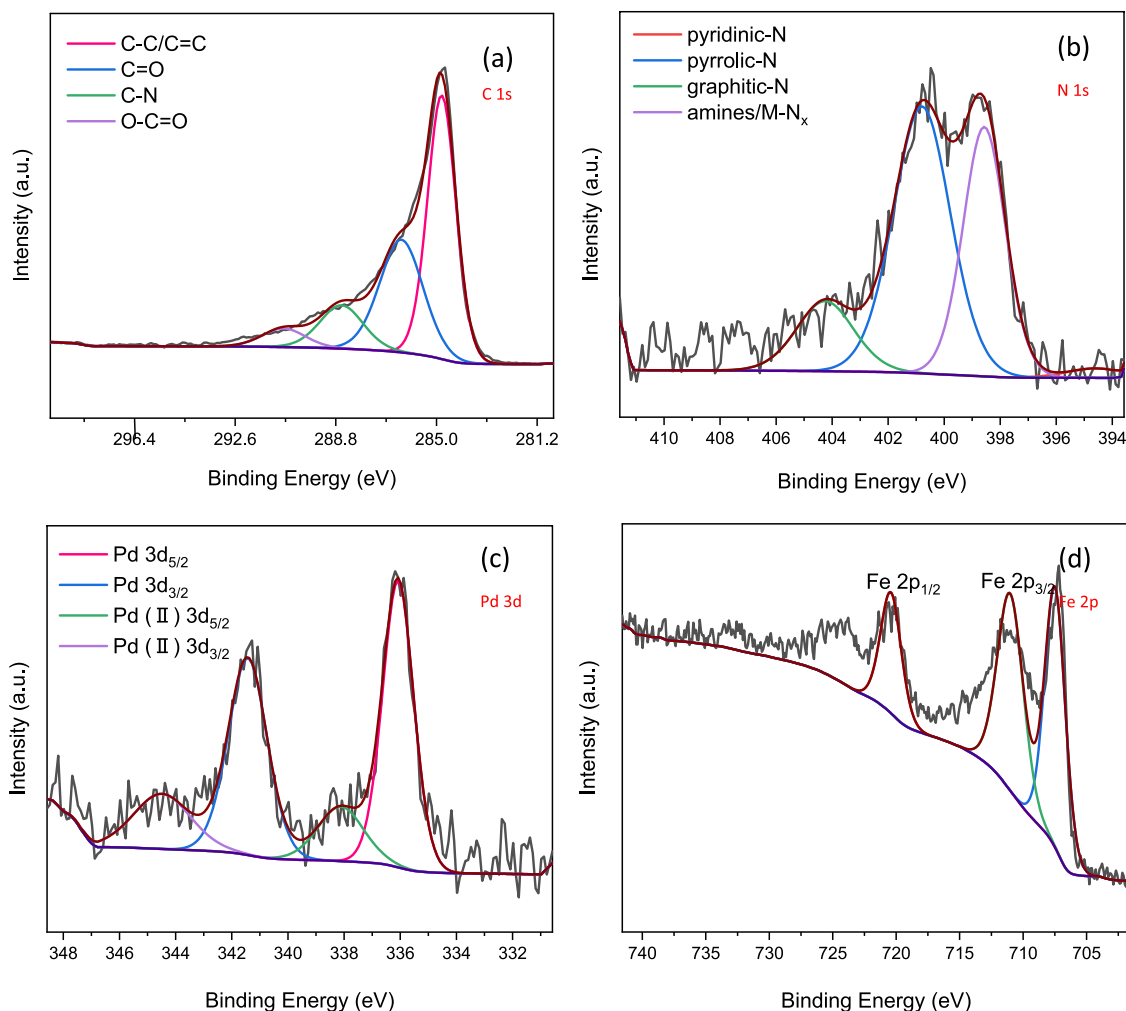 C-C/C=C
C=O
C-N
O-C=O
(a)
C 1s
Intensity (a.u.)
296.4 292.6 288.8 285.0 281.2
Binding Energy (eV)
pyridinic-N
pyrrolic-N
graphitic-N
amines/M-Nx
(b)
N 1s
Intensity (a.u.)
410 408 406 404 402 400 398 396 394
Binding Energy (eV)
Pd 3d5/2
Pd 3d3/2
Pd (Ⅱ) 3d5/2
Pd (Ⅱ) 3d3/2
(c)
Pd 3d
Intensity (a.u.)
348 346 344 342 340 338 336 334 332
Binding Energy (eV)
(d)
Fe 2p1/2
Fe 2p3/2
Fe 2p
Intensity (a.u.)
740 735 730 725 720 715 710 705
Binding Energy (eV)